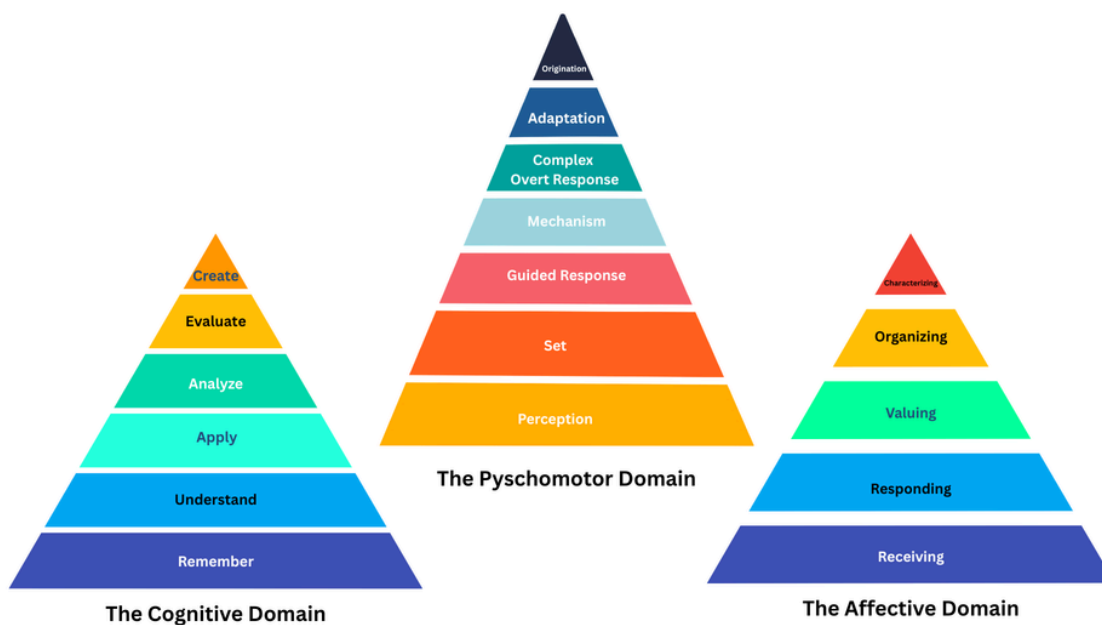 Create
Evaluate
Analyze
Apply
Understand
Remember
The Cognitive Domain
Origination
Adaptation
Complex
Overt Response
Mechanism
Guided Response
Set
Perception
The Pyschomotor Domain
Characterizing
Organizing
Valuing
Responding
Receiving
The Affective Domain